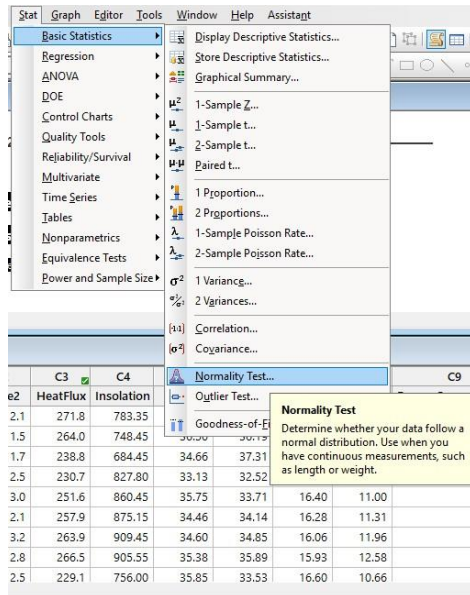 Stat Graph Editor Tools Window Help Assistant
Basic Statistics
Regression
ANOVA
DOE
Control Charts
Quality Tools
Reliability/Survival
Multivariate
Time Series
Tables
Nonparametrics
Equivalence Tests
Power and Sample Size
Display Descriptive Statistics...
Store Descriptive Statistics...
Graphical Summary...
1-Sample Z...
1-Sample t...
2-Sample t...
Paired t...
1 Proportion...
2 Proportions...
1-Sample Poisson Rate...
2-Sample Poisson Rate...
1 Variance...
2 Variances...
Correlation...
Covariance...
Normality Test...
Outlier Test...
Normality Test
Determine whether your data follow a
normal distribution. Use when you
have continuous measurements, such
as length or weight.
C3 C4 C9
HeatFlux Insolation
2.1 271.8 783.35
1.5 264.0 748.45
1.7 238.8 684.45 34.66 37.31
2.5 230.7 827.80 33.13 32.52
3.0 251.6 860.45 35.75 33.71 16.40 11.00
2.1 257.9 875.15 34.46 34.14 16.28 11.31
3.2 263.9 909.45 34.60 34.85 16.06 11.96
2.8 266.5 905.55 35.38 35.89 15.93 12.58
2.5 229.1 756.00 35.85 33.53 16.60 10.66